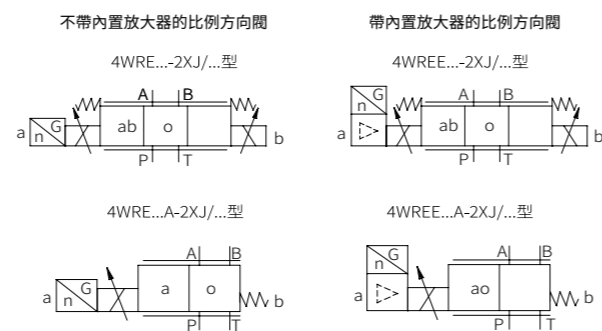 不帶內置放大器的比例方向閥
帶內置放大器的比例方向閥
4WRE...-2XJ/...型
4WREE...-2XJ/...型
A B
a n G ab o b
P T
G
n A B
a ab o b
P T
4WRE...A-2XJ/...型
4WREE...A-2XJ/...型
A B
a n G a o b
P T
n G A B
a ao b
P T